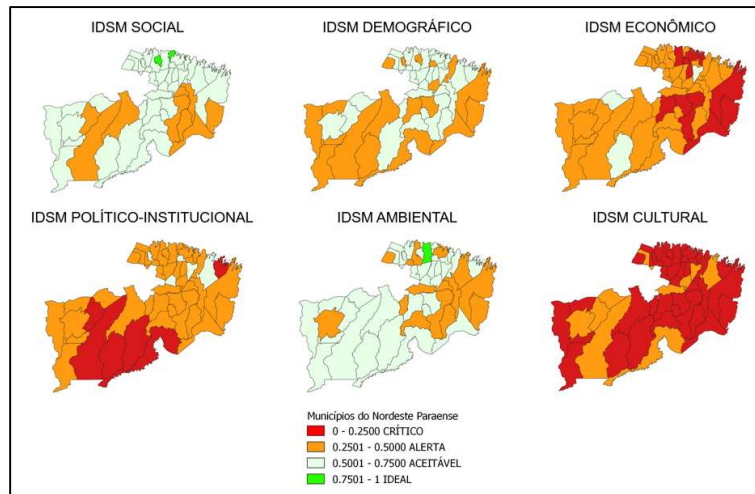 IDSM SOCIAL
IDSM DEMOGRÁFICO
IDSM ECONÔMICO
IDSM POLÍTICO-INSTITUCIONAL
IDSM AMBIENTAL
IDSM CULTURAL
Municípios do Nordeste Paraense
0 - 0.2500 CRÍTICO
0.2501 - 0.5000 ALERTA
0.5001 - 0.7500 ACEITÁVEL
0.7501 - 1 IDEAL